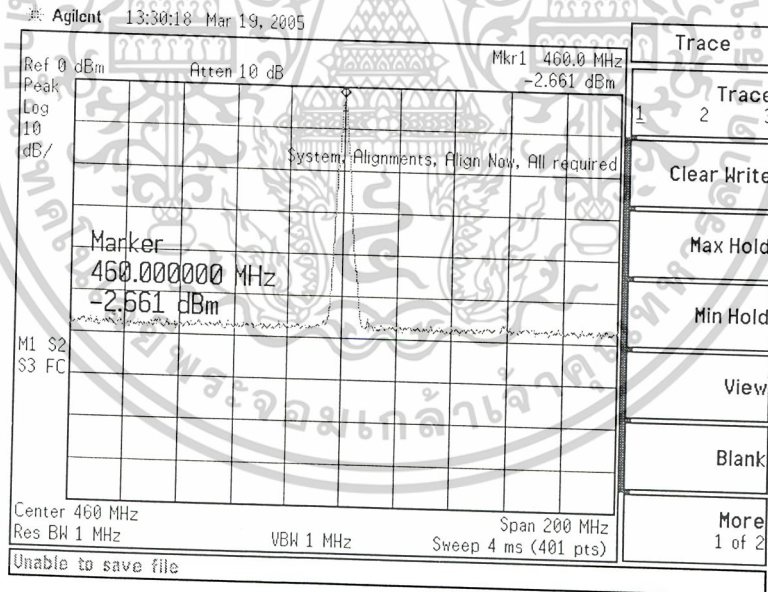 Agilent 13:30:18 Mar 19, 2005
Ref 0 dBm Atten 10 dB Mkr1 460.0 MHz
-2.661 dBm
Peak
Log
10
dB/
System, Alignments, Align Now, All required
Marker
460.000000 MHz
-2.661 dBm
M1 S2
S3 FC
Center 460 MHz Span 200 MHz
Res BW 1 MHz VBW 1 MHz Sweep 4 ms (401 pts)
Unable to save file
Trace
Trace
1 2 3
Clear Write
Max Hold
Min Hold
View
Blank
More
1 of 2